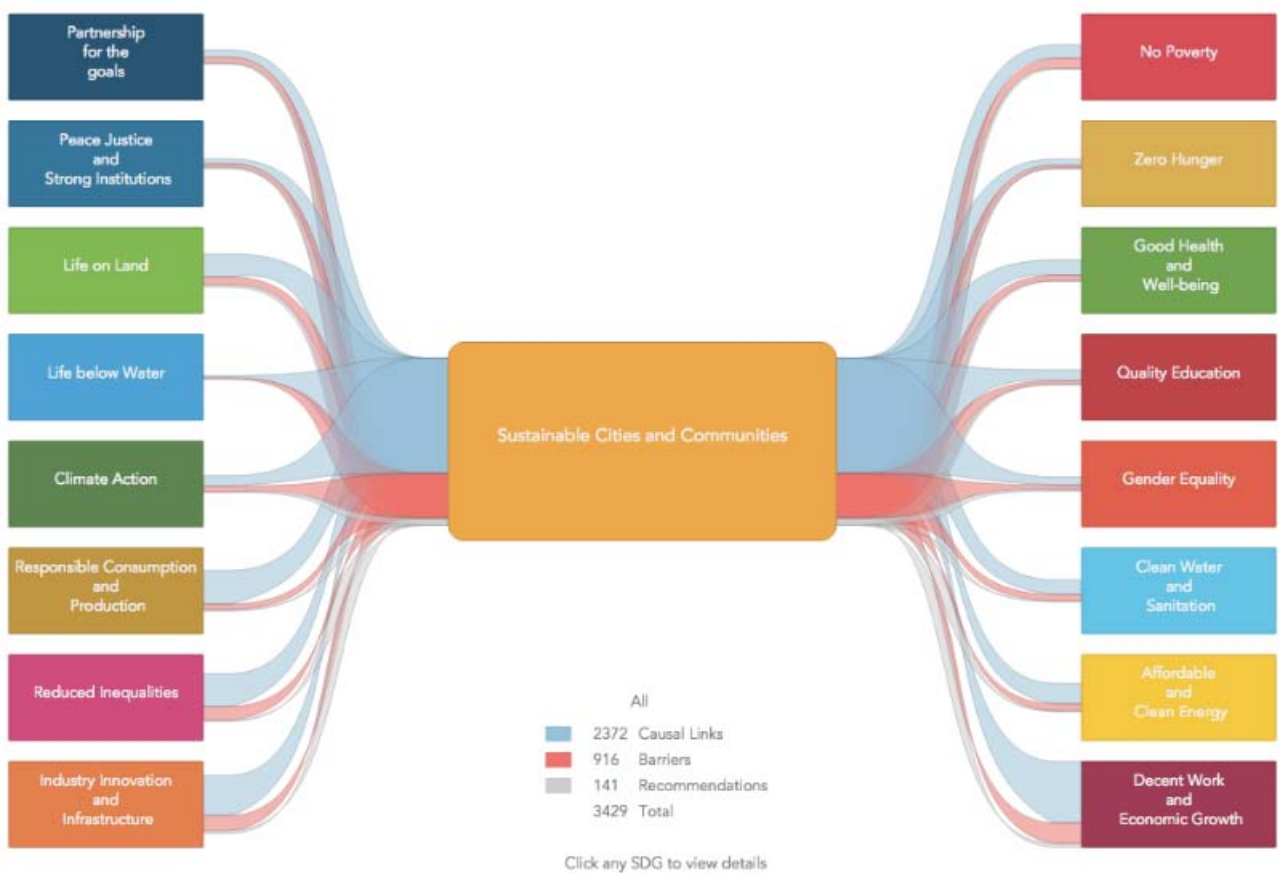 Partnership
for the
goals
Peace Justice
and
Strong Institutions
Life on Land
Life below Water
Climate Action
Responsible Consumption
and
Production
Reduced Inequalities
Industry Innovation
and
Infrastructure
Sustainable Cities and Communities
All
2372 Causal Links
916 Barriers
141 Recommendations
3429 Total
Click any SDG to view details
No Poverty
Zero Hunger
Good Health
and
Well-being
Quality Education
Gender Equality
Clean Water
and
Sanitation
Affordable
and
Clean Energy
Decent Work
and
Economic Growth